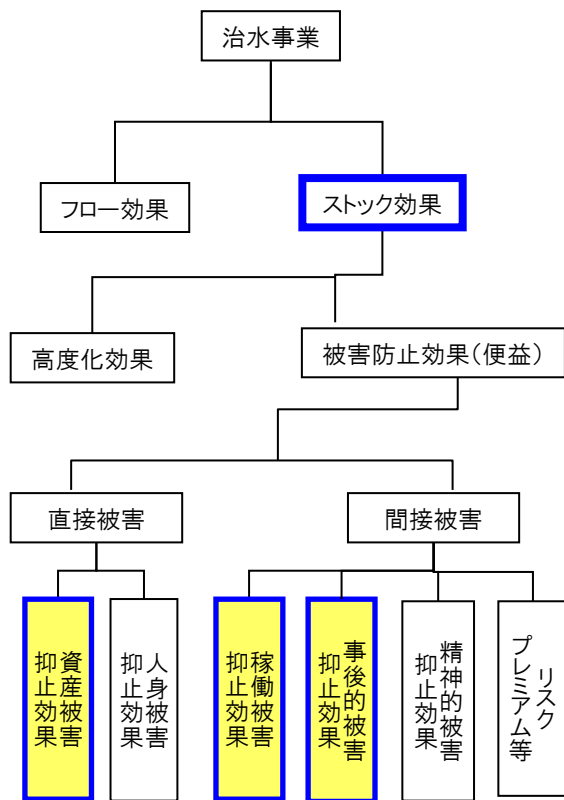 治水事業
フロー効果
ストック効果
高度化効果
被害防止効果(便益)
直接被害
間接被害
資産被害
抑止効果
人身被害
抑止効果
稼働被害
抑止効果
事後的被害
抑止効果
精神的被害
抑止効果
リスク
プレミアム等